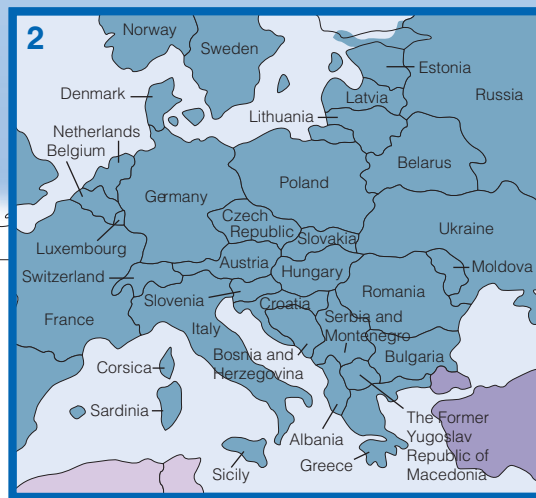 2
Norway
Sweden
Estonia
Denmark
Latvia
Russia
Lithuania
Netherlands
Belgium
Belarus
Germany
Poland
Czech
Republic
Ukraine
Luxembourg
Slovakia
Switzerland
Austria
Hungary
Moldova
Slovenia
Croatia
Romania
France
Italy
Serbia and
Montenegro
Bosnia and
Herzegovina
Bulgaria
Corsica
Sardinia
Albania
The Former
Yugoslav
Republic of
Macedonia
Greece
Sicily